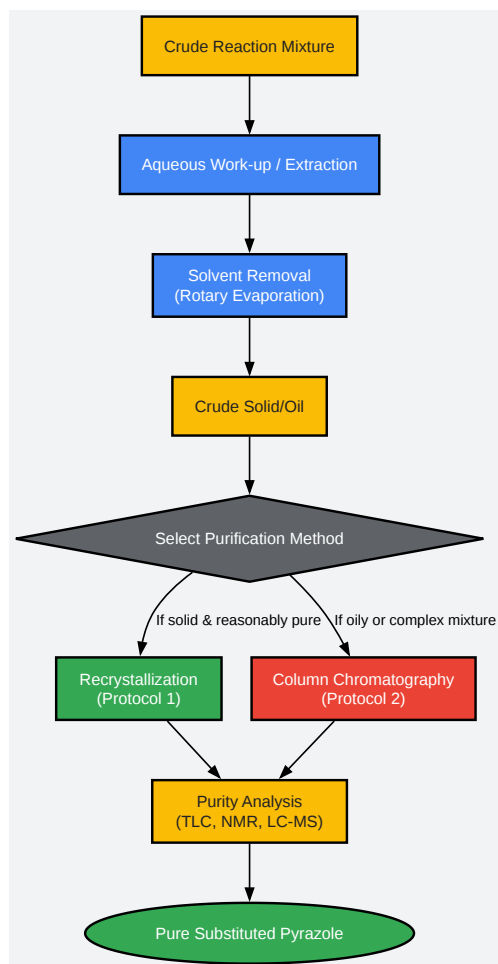 Crude Reaction Mixture
Aqueous Work-up / Extraction
Solvent Removal
(Rotary Evaporation)
Crude Solid/Oil
Select Purification Method
If solid & reasonably pure
If oily or complex mixture
Recrystallization
(Protocol 1)
Column Chromatography
(Protocol 2)
Purity Analysis
(TLC, NMR, LC-MS)
Pure Substituted Pyrazole